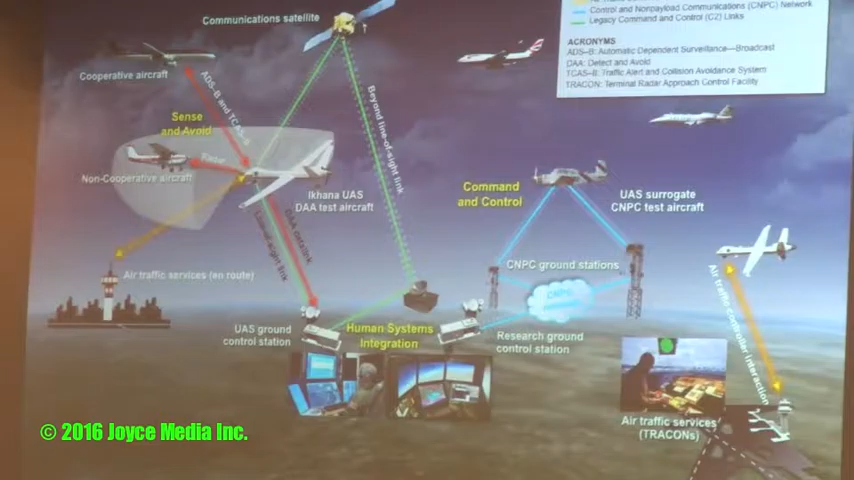 Communications satellite
Control and Nonpayload Communications (CNPC) Network
Legacy Command and Control (C2) Links
ACRONYMS
ADS–B: Automatic Dependent Surveillance—Broadcast
DAA: Detect and Avoid
TCAS–B: Traffic Alert and Collision Avoidance System
TRACON: Terminal Radar Approach Control Facility
Cooperative aircraft
ADS–B and TCAS–B
Beyond line-of-sight link
Sense
and Avoid
Radar
Non-Cooperative aircraft
Ikhana UAS
DAA test aircraft
Command
and Control
UAS surrogate
CNPC test aircraft
Line-of-sight link
DAA datalink
Air traffic services (en route)
CNPC ground stations
CNPC
Air traffic controller interaction
UAS ground
control station
Human Systems
Integration
Research ground
control station
Air traffic services
(TRACONs)
© 2016 Joyce Media Inc.